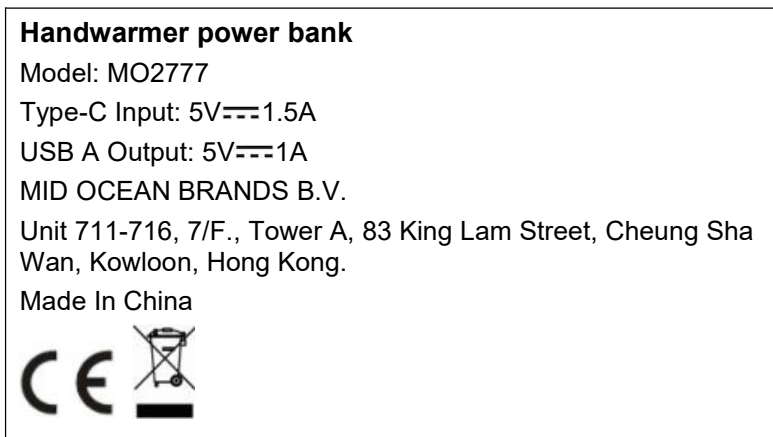 Handwarmer power bank
Model: MO2777
Type-C Input: 5V⎓1.5A
USB A Output: 5V⎓1A
MID OCEAN BRANDS B.V.
Unit 711-716, 7/F., Tower A, 83 King Lam Street, Cheung Sha
Wan, Kowloon, Hong Kong.
Made In China
CE